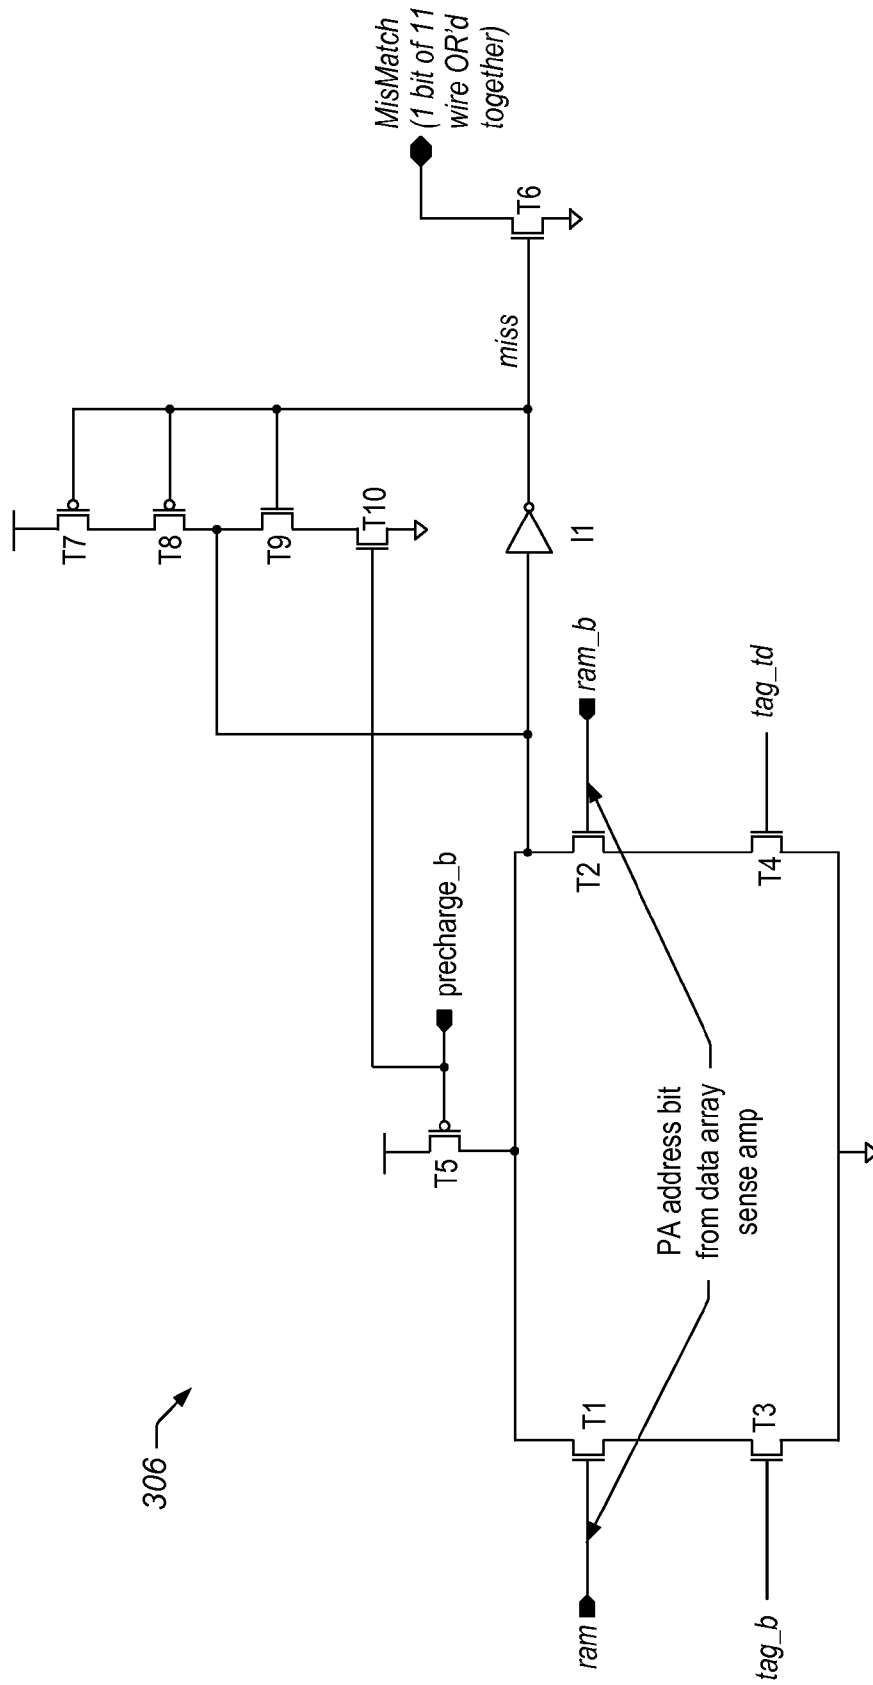 306
T7
T8
T9
T10
miss
MisMatch
(1 bit of 11
wire OR'd
together)
T6
I1
T5
precharge_b
ram
T1
tag_b
T3
PA address bit
from data array
sense amp
T2
ram_b
T4
tag_td